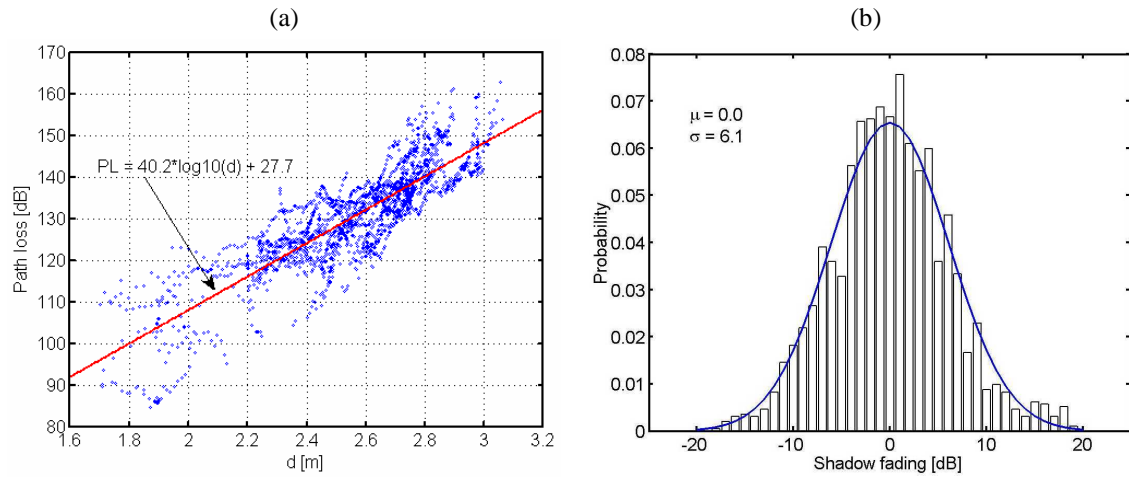 (a)
170
160
150
140
130
120
110
100
90
80
Path loss [dB]
PL = 40.2*log10(d) + 27.7
1.6 1.8 2 2.2 2.4 2.6 2.8 3 3.2
d [m]
(b)
0.08
0.07
0.06
0.05
0.04
0.03
0.02
0.01
0
Probability
μ = 0.0
σ = 6.1
-20 -10 0 10 20
Shadow fading [dB]